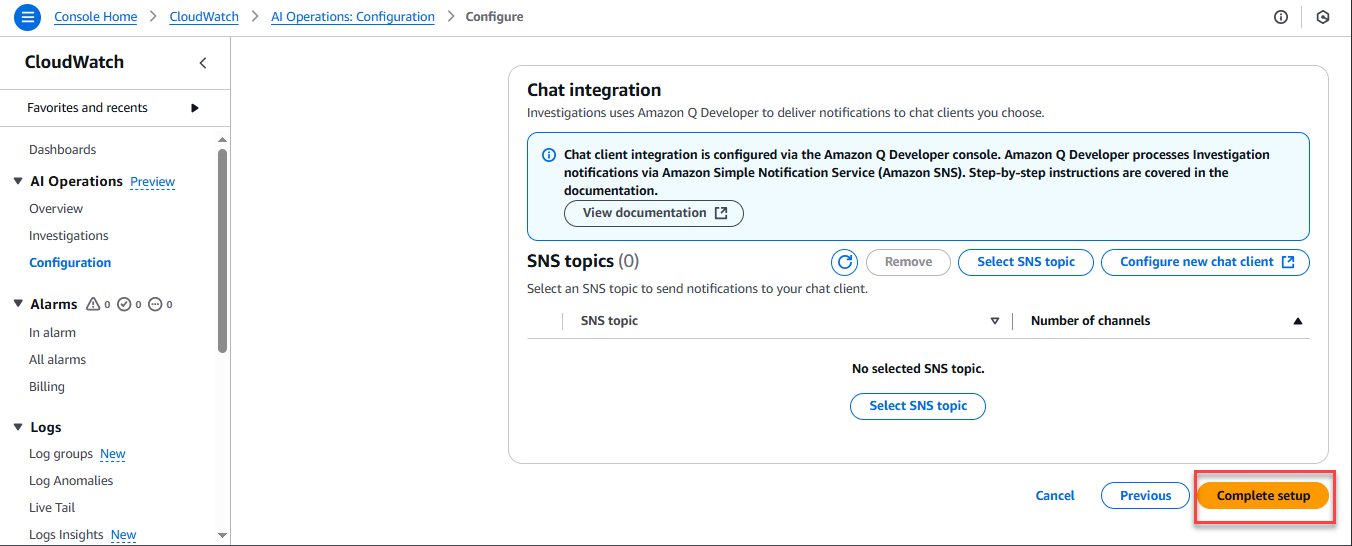 Console Home > CloudWatch > AI Operations: Configuration > Configure
CloudWatch
Favorites and recents
Dashboards
AI Operations Preview
Overview
Investigations
Configuration
Alarms 0 0 0
In alarm
All alarms
Billing
Logs
Log groups New
Log Anomalies
Live Tail
Logs Insights New
Chat integration
Investigations uses Amazon Q Developer to deliver notifications to chat clients you choose.
Chat client integration is configured via the Amazon Q Developer console. Amazon Q Developer processes Investigation
notifications via Amazon Simple Notification Service (Amazon SNS). Step-by-step instructions are covered in the
documentation.
View documentation
SNS topics (0) Remove Select SNS topic Configure new chat client
Select an SNS topic to send notifications to your chat client.
SNS topic Number of channels
No selected SNS topic.
Select SNS topic
Cancel Previous Complete setup